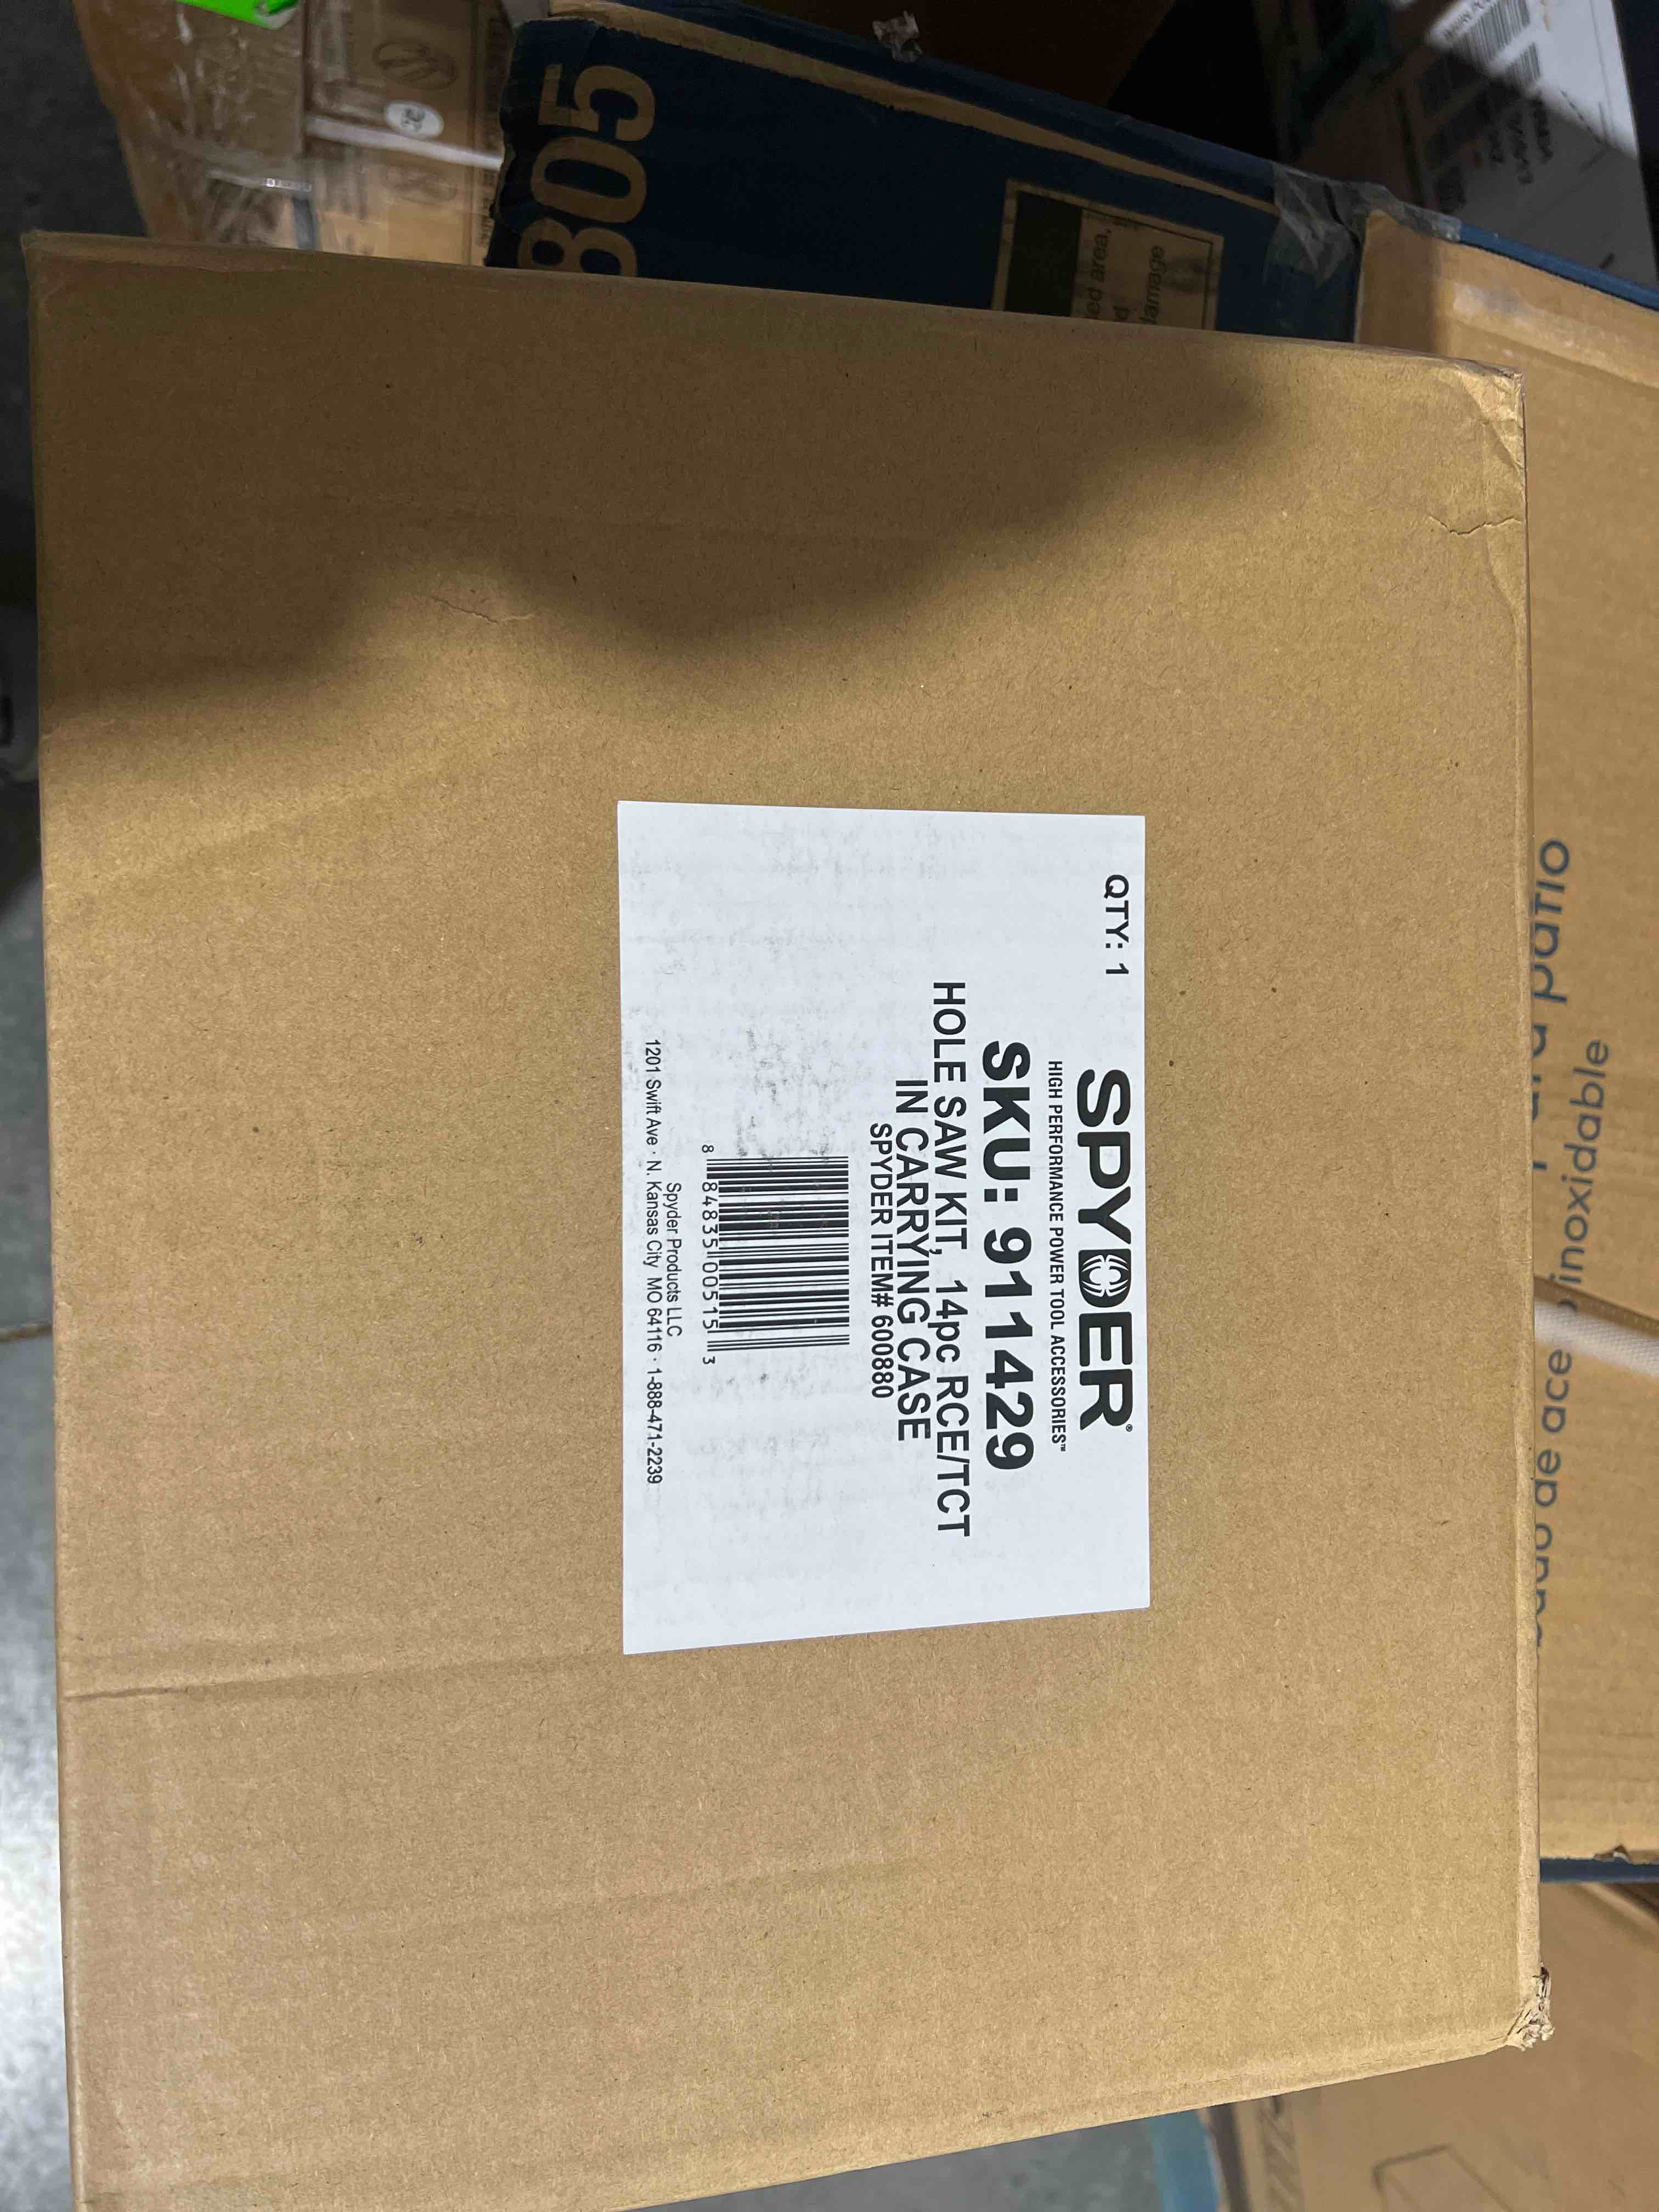 QTY: 1
SPYDER®
HIGH PERFORMANCE POWER TOOL ACCESSORIES™
SKU: 911429
HOLE SAW KIT, 14pc RCE/TCT
IN CARRYING CASE
SPYDER ITEM# 600880
8 84835 00515 3
Spyder Products LLC
1201 Swift Ave · N. Kansas City MO 64116 · 1-888-471-2239
805
inoxidable